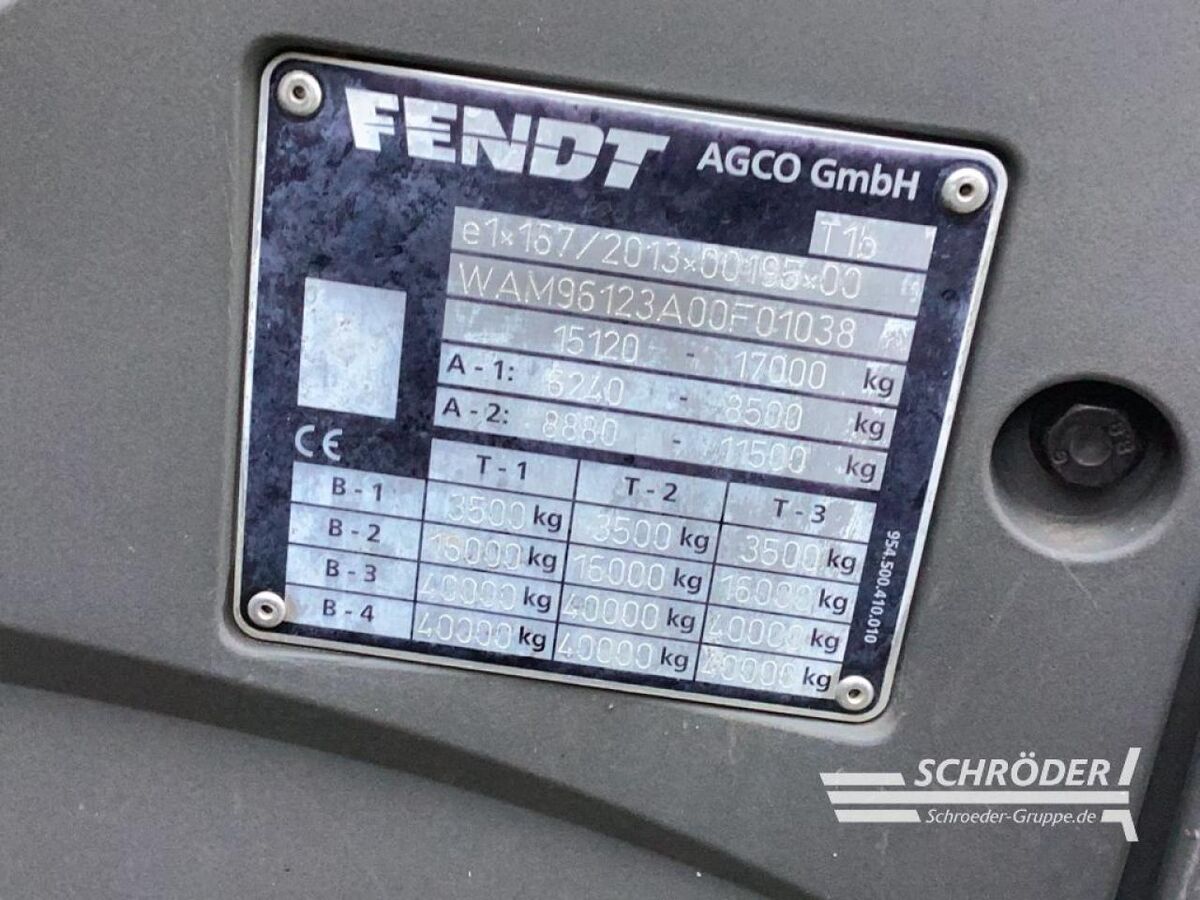 FENDT AGCO GmbH
T1b
e1*167/2013*00195*00
WAM96123A00F01038
15120 - 17000 kg
A - 1: 6240 - 8500 kg
A - 2: 8880 - 11500 kg
CE
T - 1 T - 2 T - 3
B - 1 3500 kg 3500 kg 3500 kg
B - 2 16000 kg 16000 kg 16000 kg
B - 3 40000 kg 40000 kg 40000 kg
B - 4 40000 kg 40000 kg 40000 kg
954.500.410.010
8.8
SCHRÖDER
Schroeder-Gruppe.de